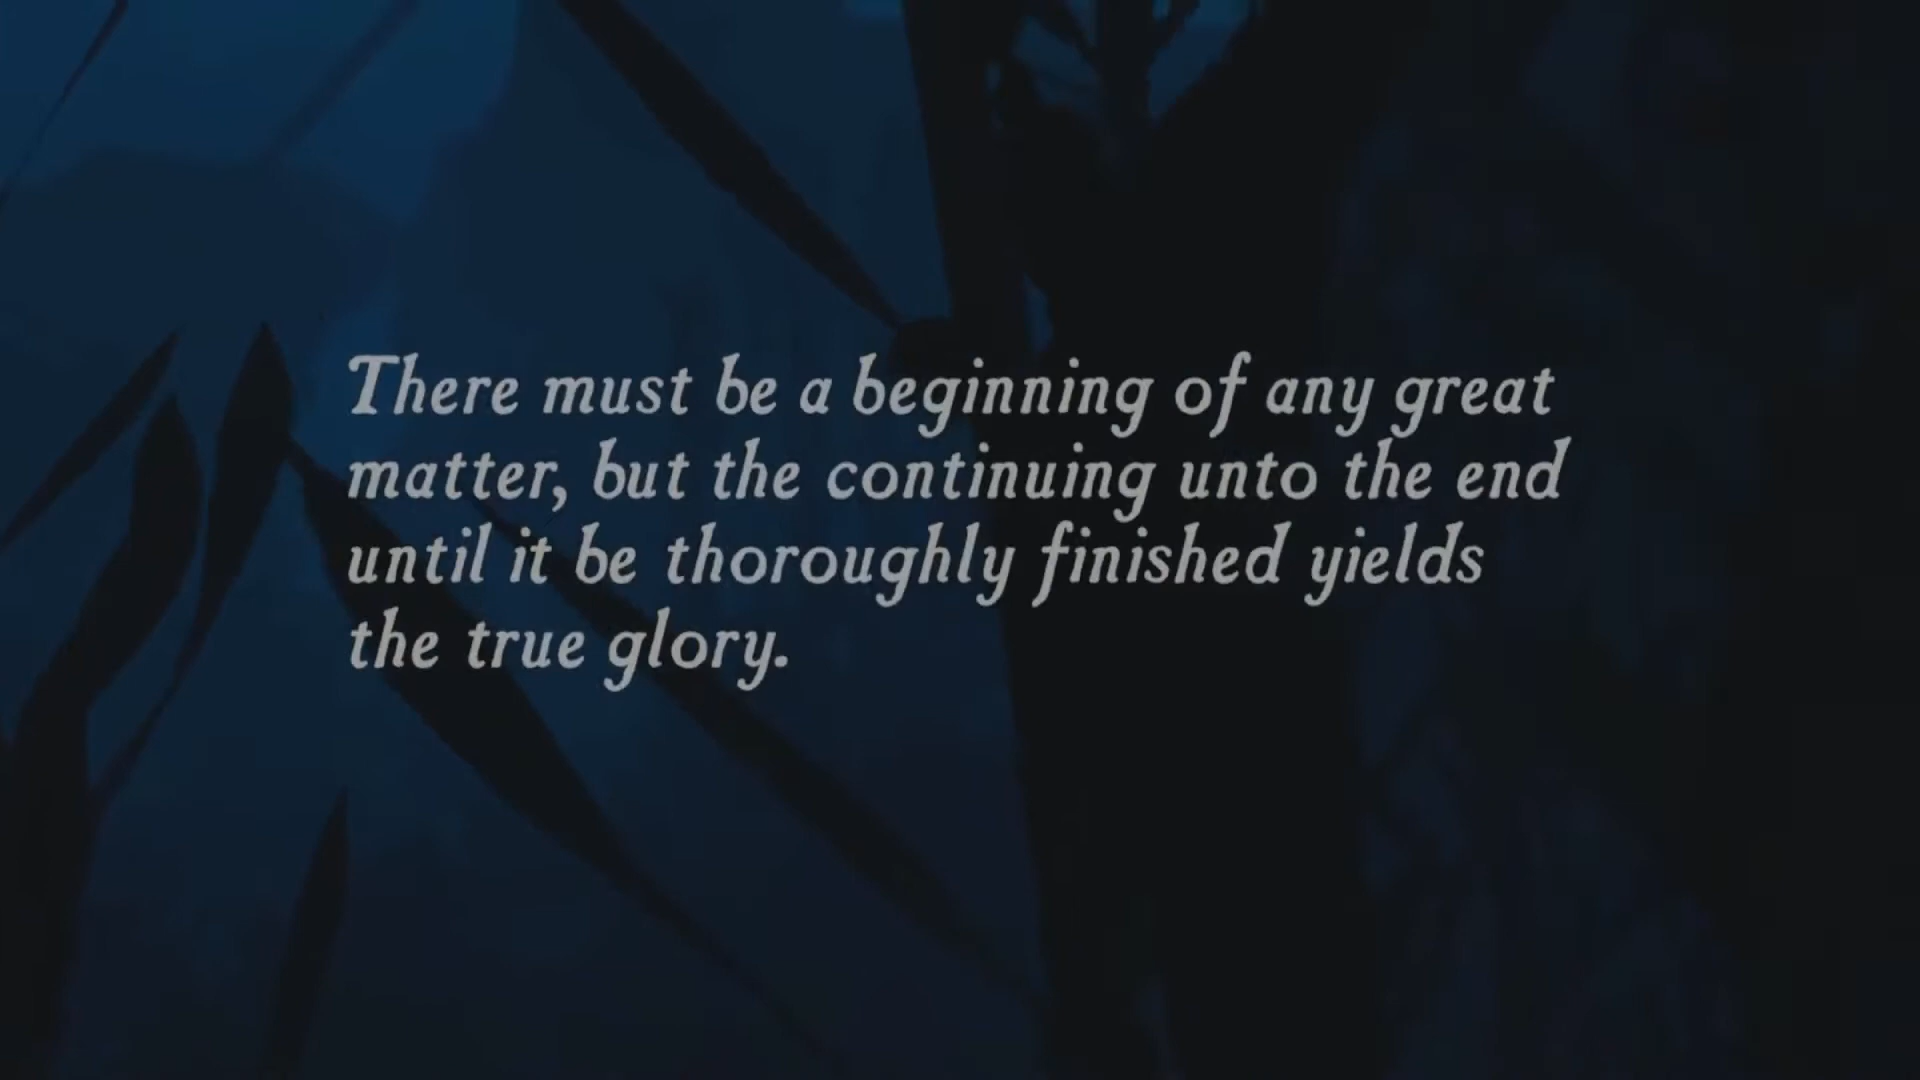 There must be a beginning of any great
matter, but the continuing unto the end
until it be thoroughly finished yields
the true glory.